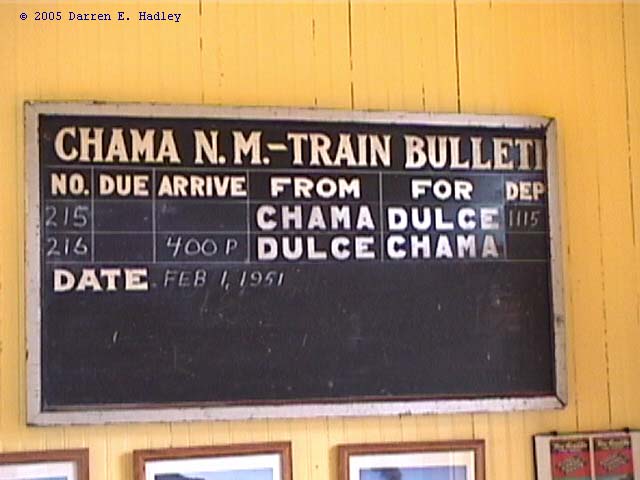 © 2005 Darren E. Hadley
CHAMA N.M.-TRAIN BULLETI
NO. DUE ARRIVE FROM FOR DEP
215 CHAMA DULCE 1115
216 400 P DULCE CHAMA
DATE FEB 1, 1951